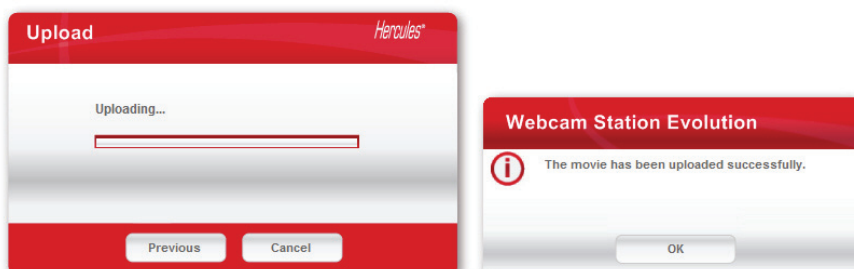 Upload
Hercules®
Uploading...
Previous
Cancel
Webcam Station Evolution
The movie has been uploaded successfully.
OK